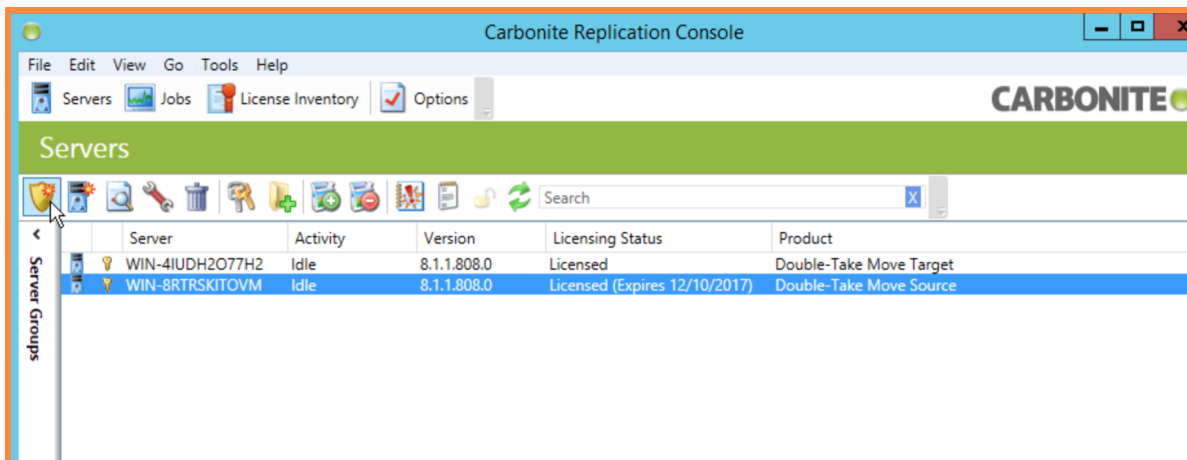 Carbonite Replication Console
File Edit View Go Tools Help
Servers Jobs License Inventory Options
CARBONITE
Servers
Search X
Server Activity Version Licensing Status Product
WIN-4IUDH2O77H2 Idle 8.1.1.808.0 Licensed Double-Take Move Target
WIN-8RTRSKITOVM Idle 8.1.1.808.0 Licensed (Expires 12/10/2017) Double-Take Move Source
Server Groups